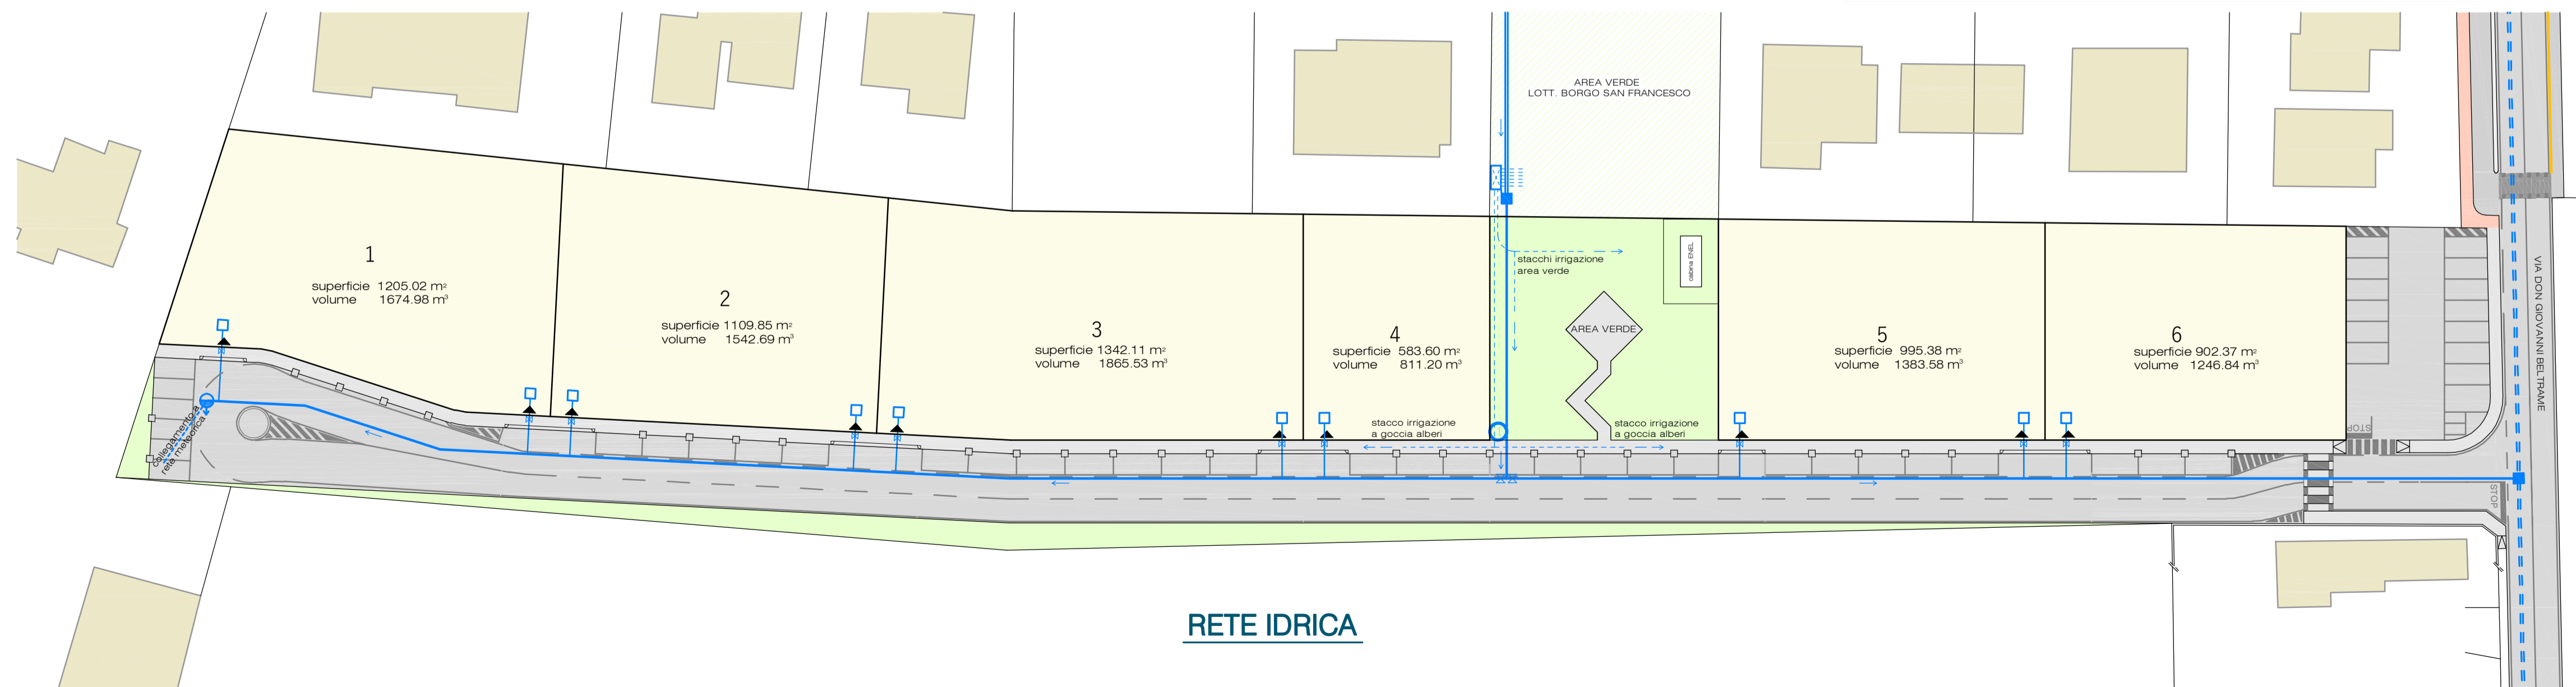 AREA VERDE
LOTT. BORGO SAN FRANCESCO
1
superficie 1205.02 m²
volume 1674.98 m³
2
superficie 1109.85 m²
volume 1542.69 m³
3
superficie 1342.11 m²
volume 1865.53 m³
4
superficie 583.60 m²
volume 811.20 m³
stacchi irrigazione
area verde
cabina ENEL
AREA VERDE
5
superficie 995.38 m²
volume 1383.58 m³
6
superficie 902.37 m²
volume 1246.84 m³
VIA DON GIOVANNI BELTRAME
collegamento a
rete meteorica
stacco irrigazione
a goccia alberi
stacco irrigazione
a goccia alberi
STOP
STOP
RETE IDRICA